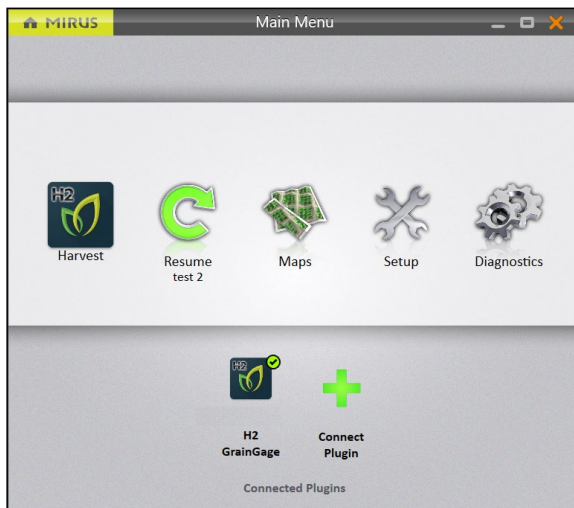 MIRUS
Main Menu
H2
Harvest
Resume
test 2
Maps
Setup
Diagnostics
H2
H2
GrainGage
Connect
Plugin
Connected Plugins